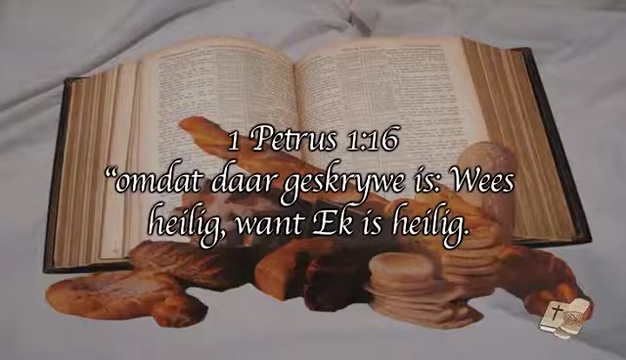 1 Petrus 1:16
“omdat daar geskrywe is: Wees
heilig, want Ek is heilig.